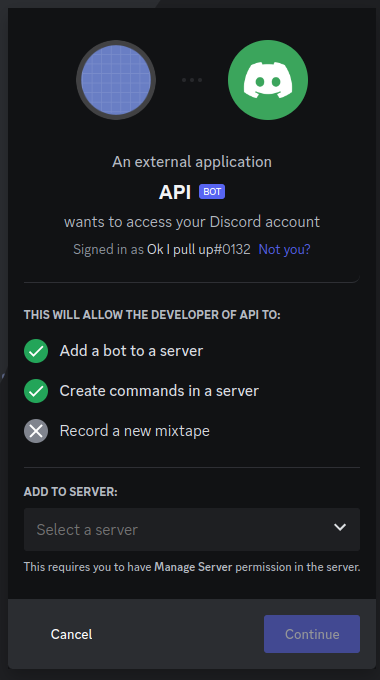 An external application
API BOT
wants to access your Discord account
Signed in as Ok I pull up#0132 Not you?
THIS WILL ALLOW THE DEVELOPER OF API TO:
Add a bot to a server
Create commands in a server
Record a new mixtape
ADD TO SERVER:
Select a server
This requires you to have Manage Server permission in the server.
Cancel Continue